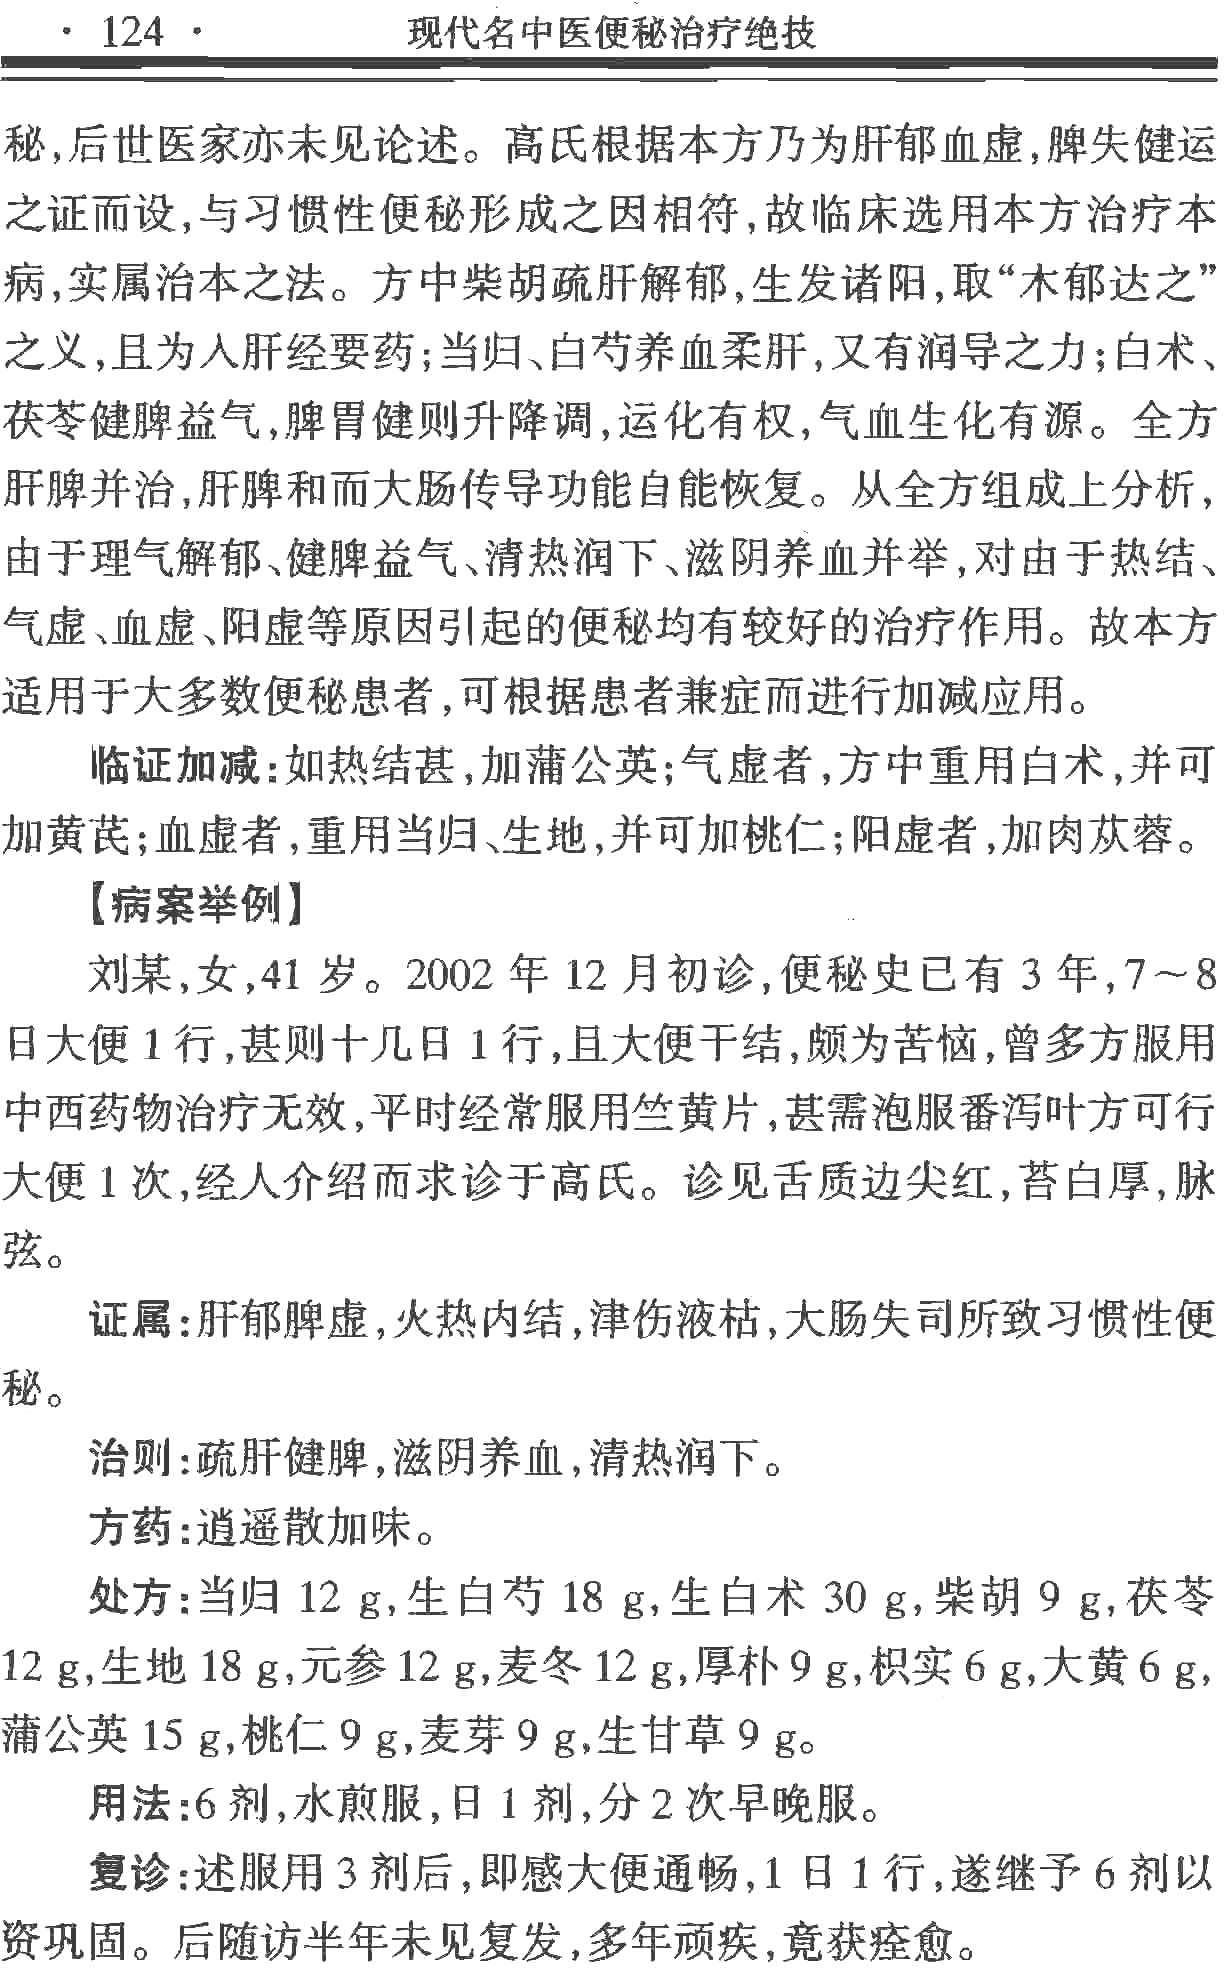 · 124 · 现代名中医便秘治疗绝技
秘,后世医家亦未见论述。高氏根据本方乃为肝郁血虚,脾失健运
之证而设,与习惯性便秘形成之因相符,故临床选用本方治疗本
病,实属治本之法。方中柴胡疏肝解郁,生发诸阳,取“木郁达之”
之义,且为入肝经要药;当归、白芍养血柔肝,又有润导之力;白术、
茯苓健脾益气,脾胃健则升降调,运化有权,气血生化有源。全方
肝脾并治,肝脾和而大肠传导功能自能恢复。从全方组成上分析,
由于理气解郁、健脾益气、清热润下、滋阴养血并举,对由于热结、
气虚、血虚、阳虚等原因引起的便秘均有较好的治疗作用。故本方
适用于大多数便秘患者,可根据患者兼症而进行加减应用。
临证加减:如热结甚,加蒲公英;气虚者,方中重用白术,并可
加黄芪;血虚者,重用当归、生地,并可加桃仁;阳虚者,加肉苁蓉。
【病案举例】
刘某,女,41 岁。2002 年 12 月初诊,便秘史已有 3 年,7～8
日大便 1 行,甚则十几日 1 行,且大便干结,颇为苦恼,曾多方服用
中西药物治疗无效,平时经常服用竺黄片,甚需泡服番泻叶方可行
大便 1 次,经人介绍而求诊于高氏。诊见舌质边尖红,苔白厚,脉
弦。
证属:肝郁脾虚,火热内结,津伤液枯,大肠失司所致习惯性便
秘。
治则:疏肝健脾,滋阴养血,清热润下。
方药:逍遥散加味。
处方:当归 12 g,生白芍 18 g,生白术 30 g,柴胡 9 g,茯苓
12 g,生地 18 g,元参 12 g,麦冬 12 g,厚朴 9 g,枳实 6 g,大黄 6 g,
蒲公英 15 g,桃仁 9 g,麦芽 9 g,生甘草 9 g。
用法:6 剂,水煎服,日 1 剂,分 2 次早晚服。
复诊:述服用 3 剂后,即感大便通畅,1 日 1 行,遂继予 6 剂以
资巩固。后随访半年未见复发,多年顽疾,竟获痊愈。